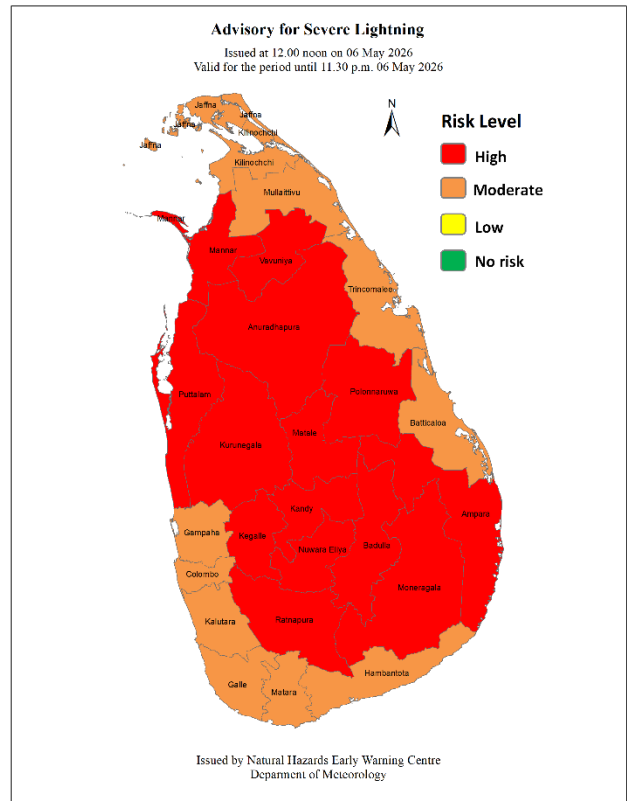 Advisory for Severe Lightning
Issued at 12.00 noon on 06 May 2026
Valid for the period until 11.30 p.m. 06 May 2026
N
Risk Level
High
Moderate
Low
No risk
Jaffna
Jaffna
Jaffna
Kilinochchi
Jaffna
Kilinochchi
Mullaittivu
Mannar
Mannar
Vavuniya
Trincomalee
Anuradhapura
Puttalam
Polonnaruwa
Batticaloa
Matale
Kurunegala
Ampara
Gampaha
Kandy
Kegalle
Nuwara Eliya
Badulla
Colombo
Moneragala
Kalutara
Ratnapura
Hambantota
Galle
Matara
Issued by Natural Hazards Early Warning Centre
Deparment of Meteorology